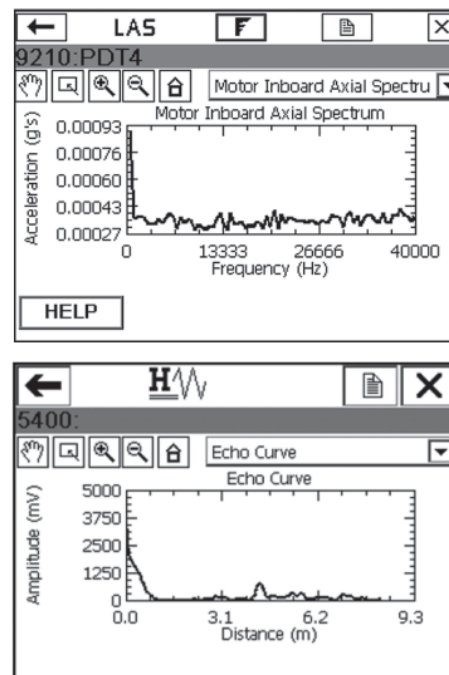 LAS F
9210:PDT4
Motor Inboard Axial Spectru
Motor Inboard Axial Spectrum
Acceleration (g's)
0.00093
0.00076
0.00060
0.00043
0.00027
0 13333 26666 40000
Frequency (Hz)
HELP
H
5400:
Echo Curve
Echo Curve
Amplitude (mV)
5000
3750
2500
1250
0
0.0 3.1 6.2 9.3
Distance (m)